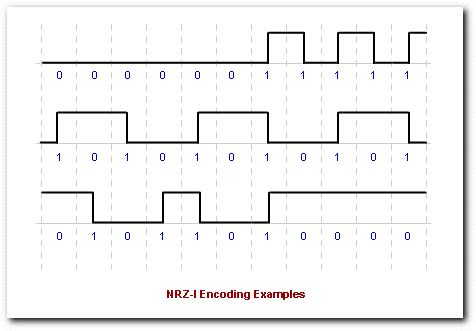 0 0 0 0 0 0 1 1 1 1 1
1 0 1 0 1 0 1 0 1 0 1
0 1 0 1 1 0 1 0 0 0 0
NRZ-I Encoding Examples